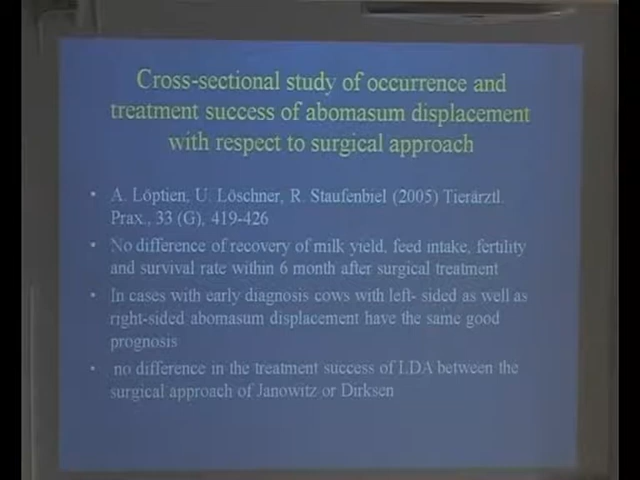 Cross-sectional study of occurrence and
treatment success of abomasum displacement
with respect to surgical approach
• A. Löptien, U. Löschner, R. Staufenbiel (2005) Tierärztl.
Prax., 33 (G), 419-426
• No difference of recovery of milk yield, feed intake, fertility
and survival rate within 6 month after surgical treatment
• In cases with early diagnosis cows with left- sided as well as
right-sided abomasum displacement have the same good
prognosis
• no difference in the treatment success of LDA between the
surgical approach of Janowitz or Dirksen